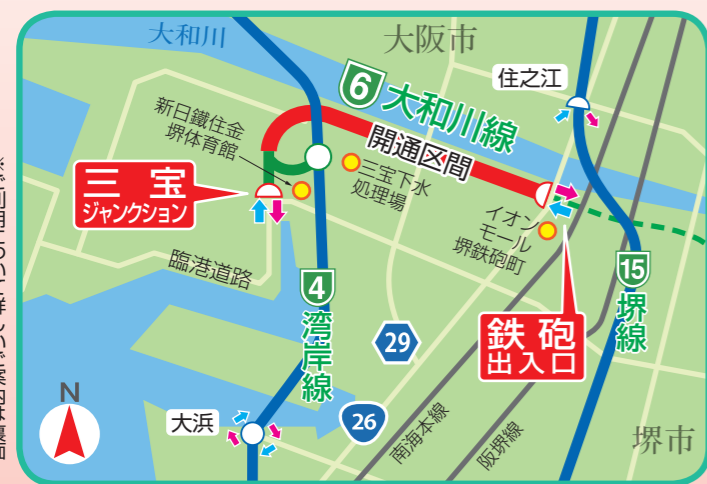 大和川
大阪市
住之江
6
大和川線
開通区間
新日鐵住金
堺体育館
三宝下水
処理場
三宝
ジャンクション
イオン
モール
堺鉄砲町
臨港道路
4
湾岸線
15
堺線
29
鉄砲
出入口
N
26
大浜
南海本線
阪堺線
堺市